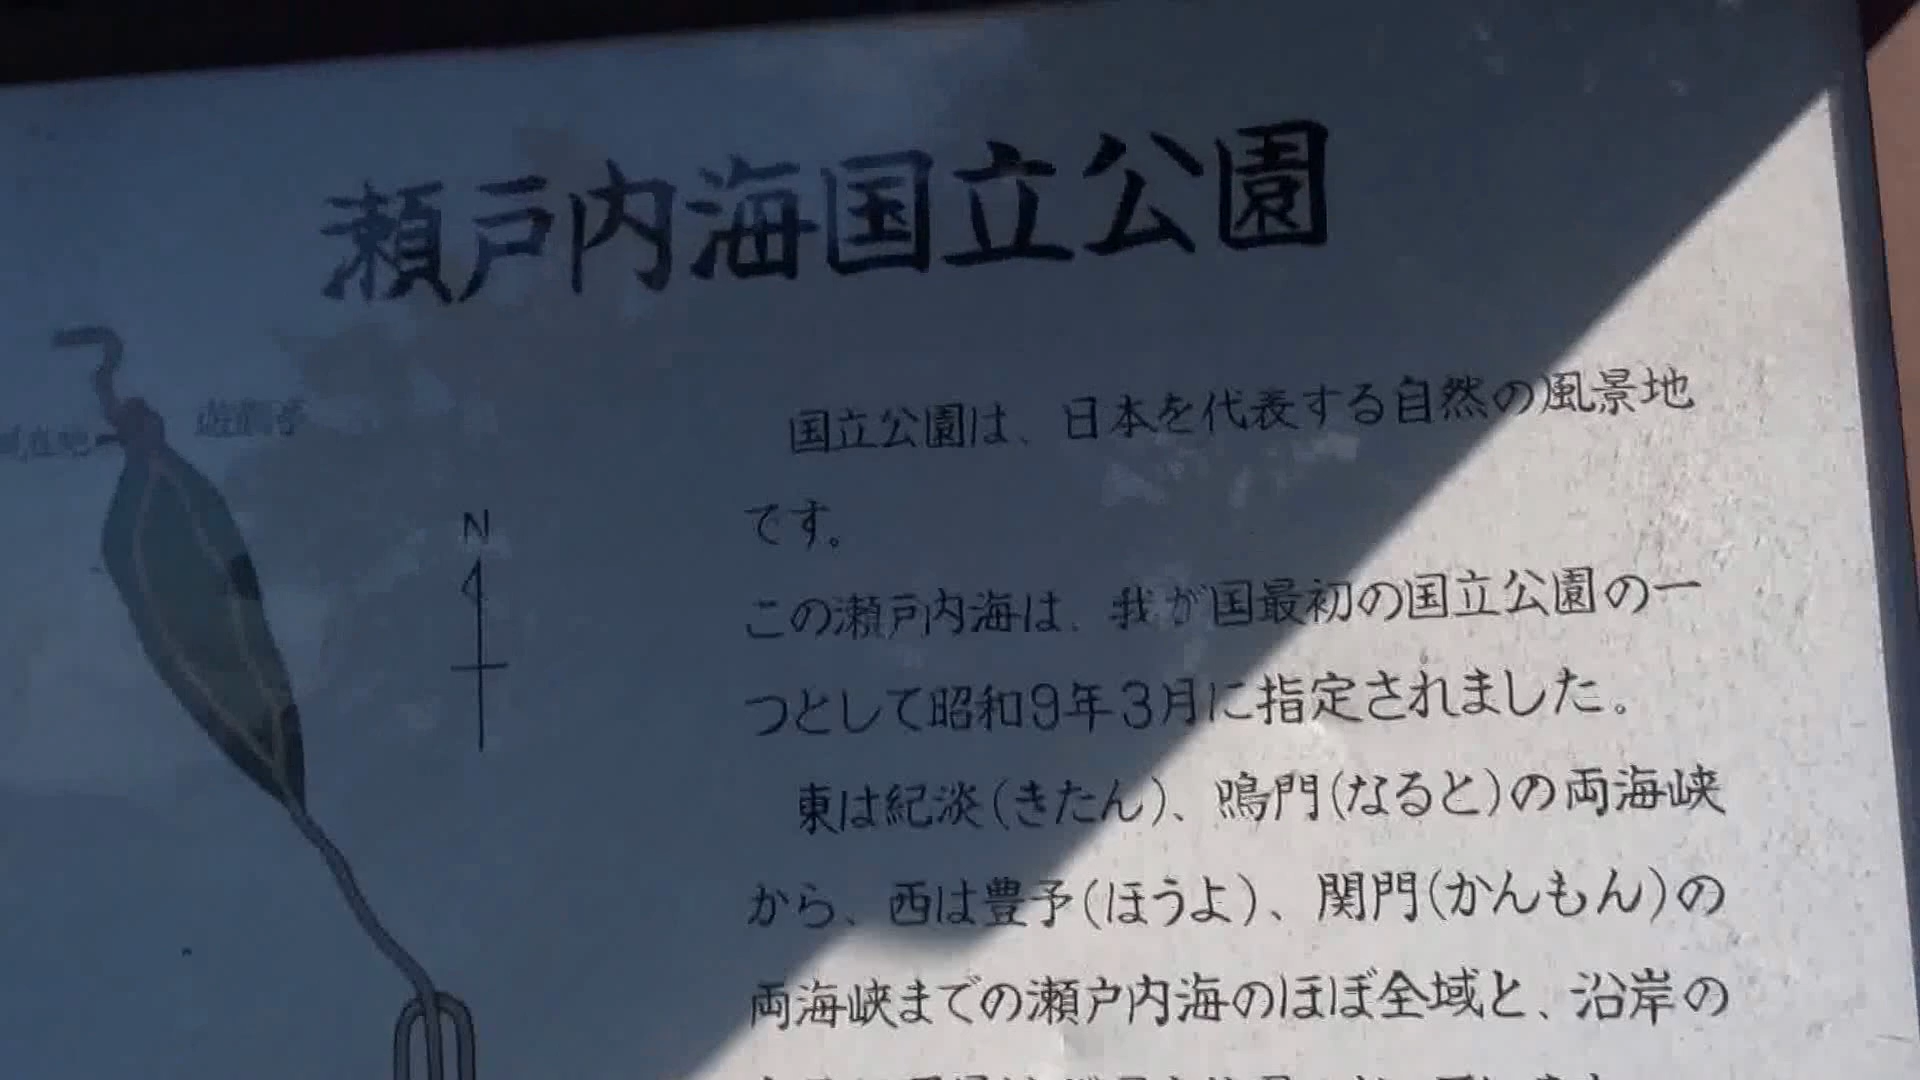 瀬戸内海国立公園
国立公園は、日本を代表する自然の風景地
です。
この瀬戸内海は、我が国最初の国立公園の一
つとして昭和9年3月に指定されました。
東は紀淡(きたん)、鳴門(なると)の両海峡
から、西は豊予(ほうよ)、関門(かんもん)の
両海峡までの瀬戸内海のほぼ全域と、沿岸の
現在地
N